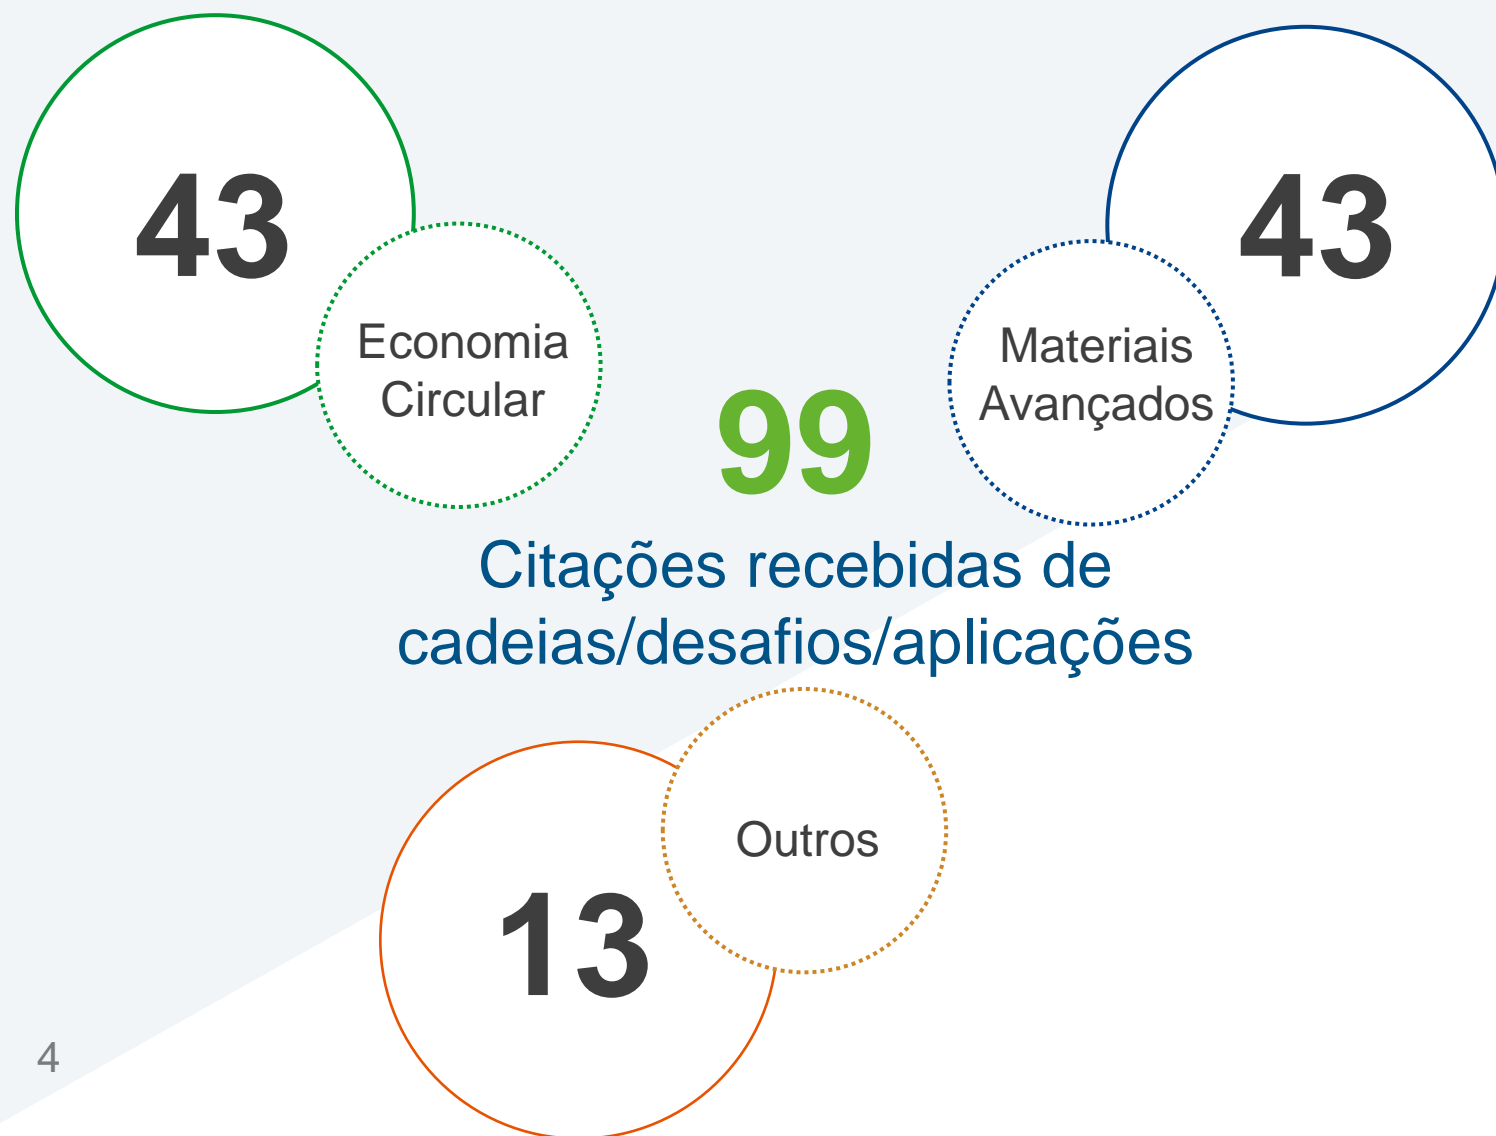 43
Economia
Circular
43
Materiais
Avançados
99
Citações recebidas de
cadeias/desafios/aplicações
Outros
13
4